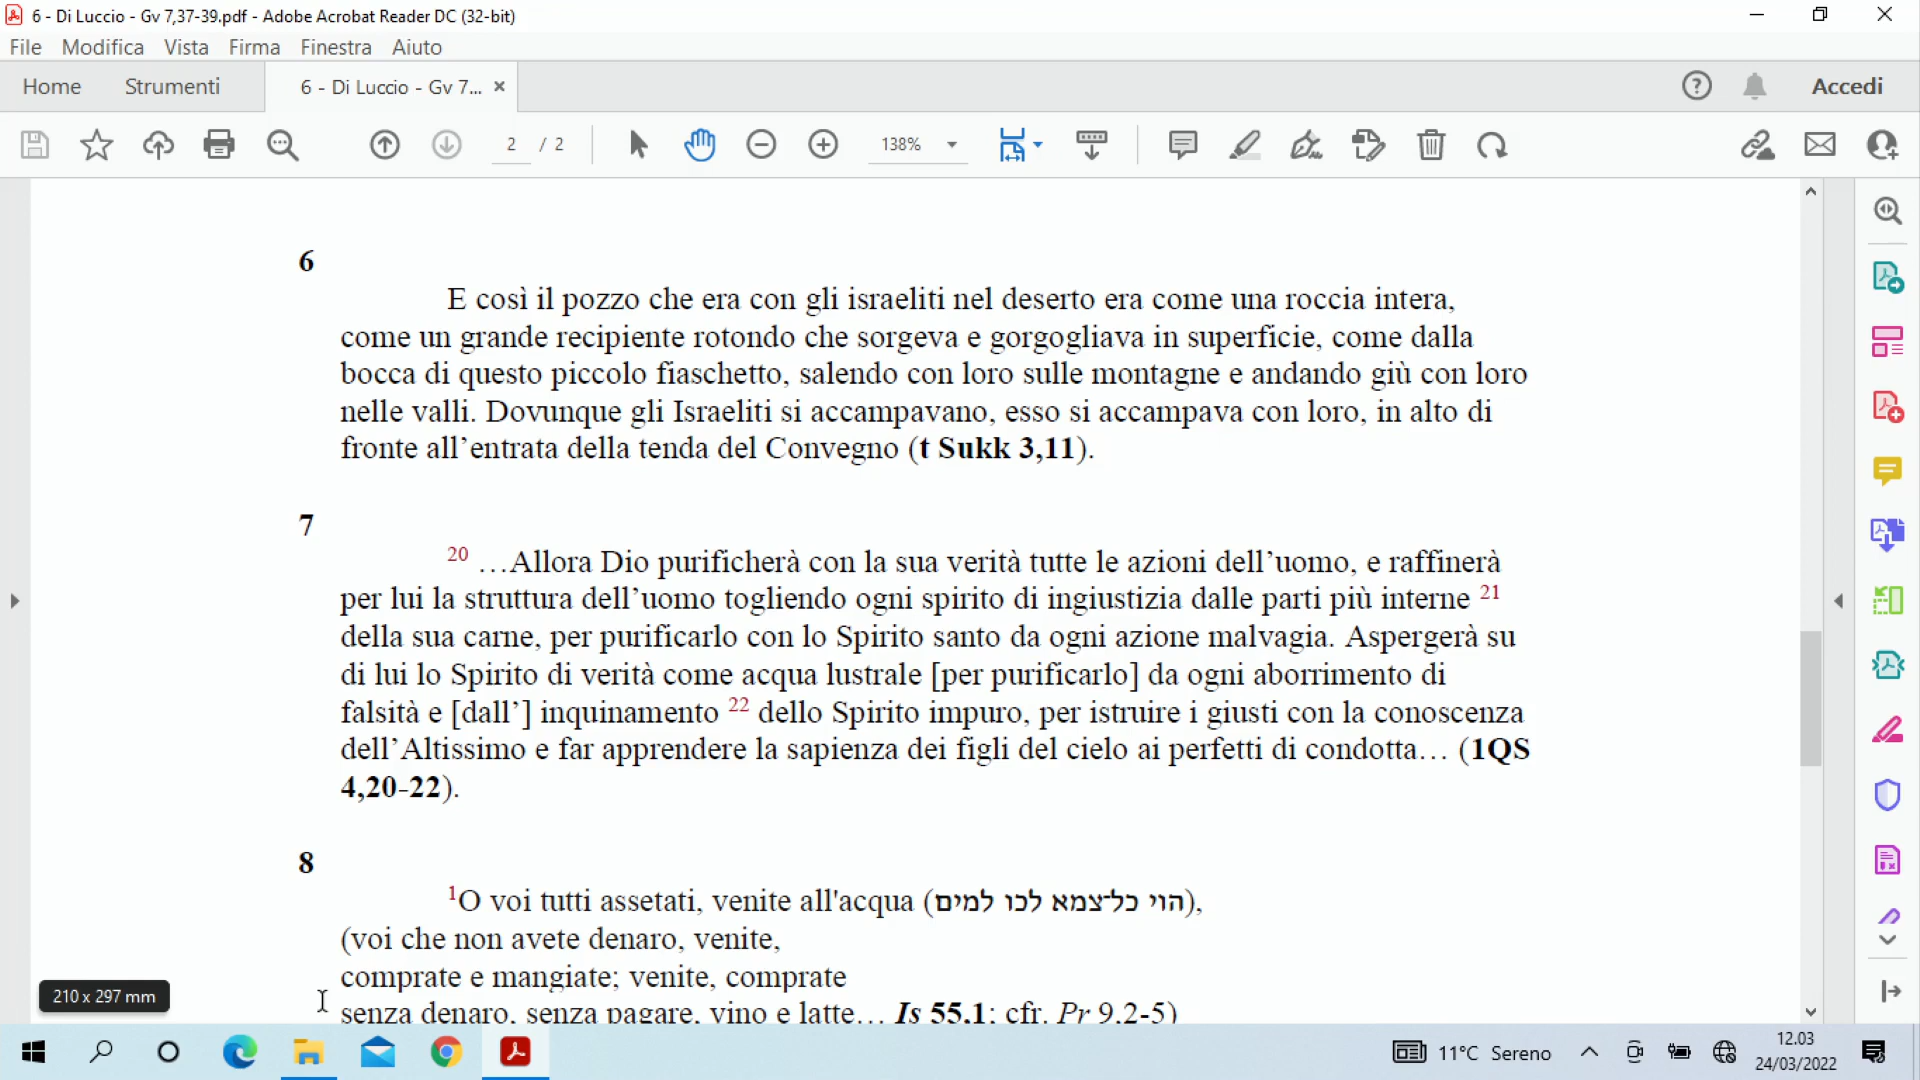 6 - Di Luccio - Gv 7,37-39.pdf - Adobe Acrobat Reader DC (32-bit)
File Modifica Vista Firma Finestra Aiuto
Home Strumenti 6 - Di Luccio - Gv 7... × Accedi
2 / 2 138%
6
E così il pozzo che era con gli israeliti nel deserto era come una roccia intera,
come un grande recipiente rotondo che sorgeva e gorgogliava in superficie, come dalla
bocca di questo piccolo fiaschetto, salendo con loro sulle montagne e andando giù con loro
nelle valli. Dovunque gli Israeliti si accampavano, esso si accampava con loro, in alto di
fronte all’entrata della tenda del Convegno (t Sukk 3,11).
7
20 …Allora Dio purificherà con la sua verità tutte le azioni dell’uomo, e raffinerà
per lui la struttura dell’uomo togliendo ogni spirito di ingiustizia dalle parti più interne 21
della sua carne, per purificarlo con lo Spirito santo da ogni azione malvagia. Aspergerà su
di lui lo Spirito di verità come acqua lustrale [per purificarlo] da ogni aborrimento di
falsità e [dall’] inquinamento 22 dello Spirito impuro, per istruire i giusti con la conoscenza
dell’Altissimo e far apprendere la sapienza dei figli del cielo ai perfetti di condotta… (1QS
4,20-22).
8
1O voi tutti assetati, venite all'acqua (הוי כל־צמא לכו למים),
(voi che non avete denaro, venite,
comprate e mangiate; venite, comprate
senza denaro, senza pagare, vino e latte… Is 55,1; cfr. Pr 9,2-5)
210 x 297 mm
11°C Sereno
12.03
24/03/2022